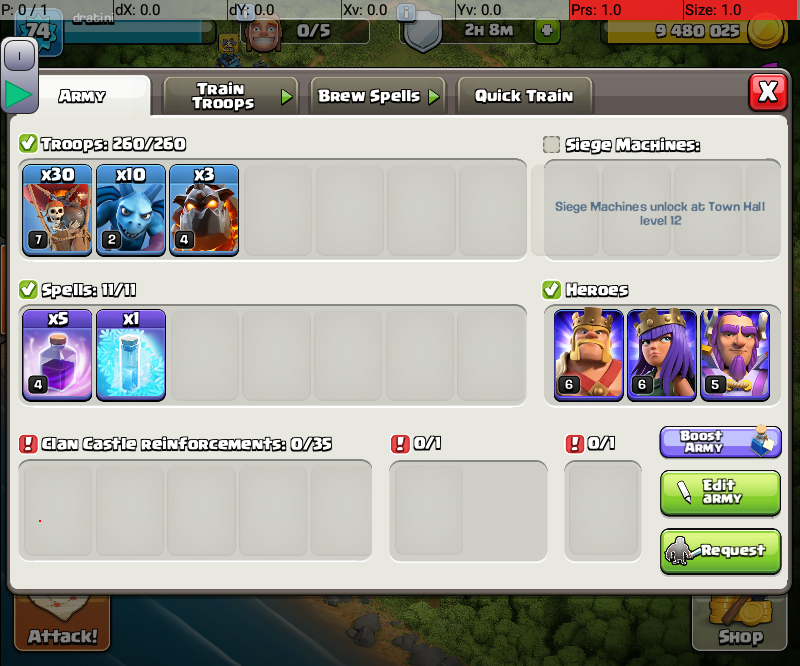 P: 0 / 1 dX: 0.0 dY: 0.0 Xv: 0.0 Yv: 0.0 Prs: 1.0 Size: 1.0
74 dratini 0/5 2H 8M 9 480 025
Army
Train Troops
Brew Spells
Quick Train
X
Troops: 260/260
Siege Machines:
x30 x10 x3
7 2 4
Siege Machines unlock at Town Hall
level 12
Spells: 11/11
Heroes
x5 x1
4
6 6 5
Clan Castle reinforcements: 0/35
0/1
0/1
Boost
Army
Edit
army
Request
Attack!
Shop